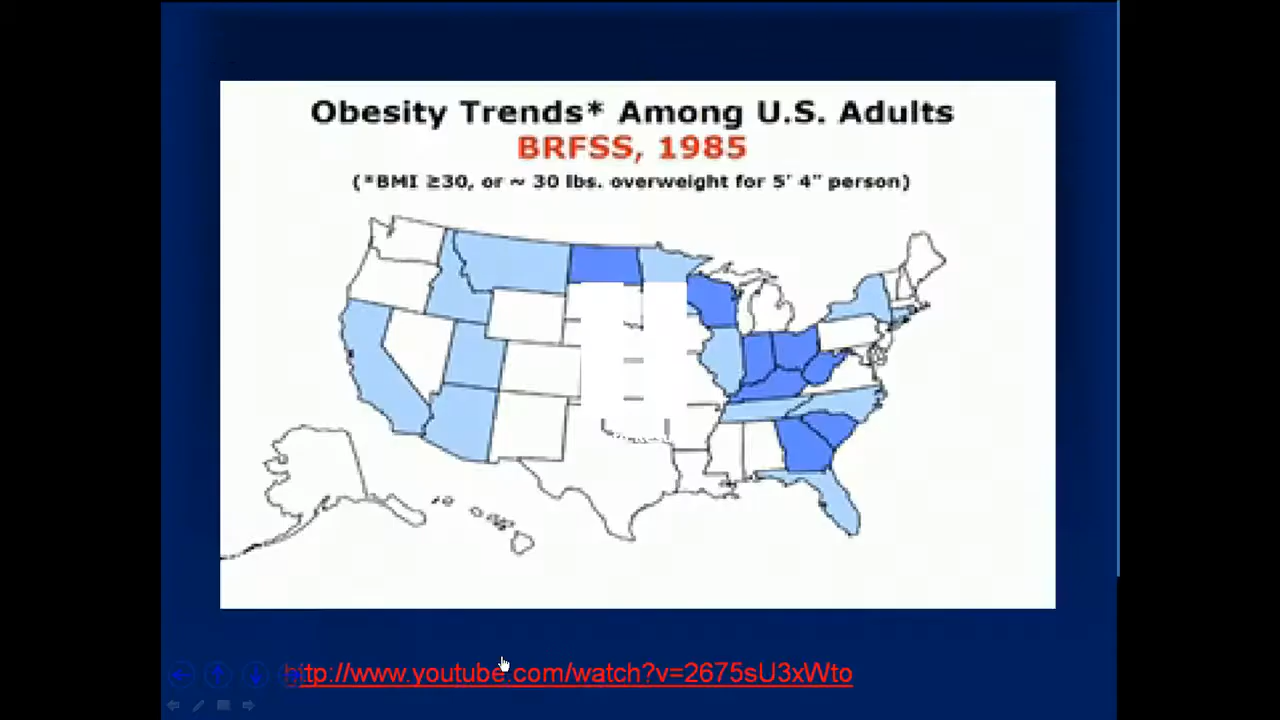 Obesity Trends* Among U.S. Adults
BRFSS, 1985
(*BMI ≥30, or ~ 30 lbs. overweight for 5' 4" person)
http://www.youtube.com/watch?v=2675sU3xWto